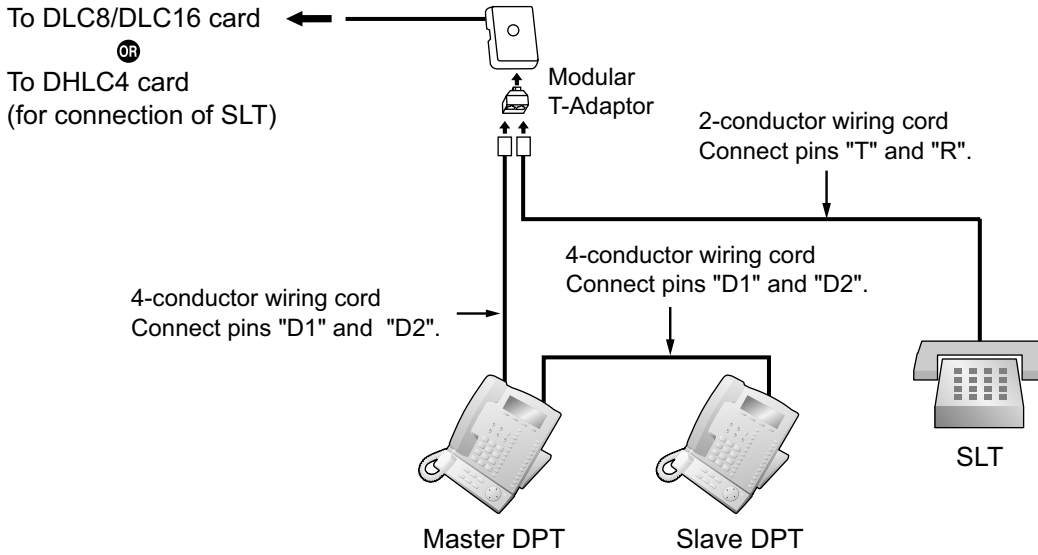 To DLC8/DLC16 card
OR
To DHLC4 card
(for connection of SLT)
Modular
T-Adaptor
2-conductor wiring cord
Connect pins "T" and "R".
4-conductor wiring cord
Connect pins "D1" and "D2".
4-conductor wiring cord
Connect pins "D1" and  "D2".
SLT
Master DPT
Slave DPT